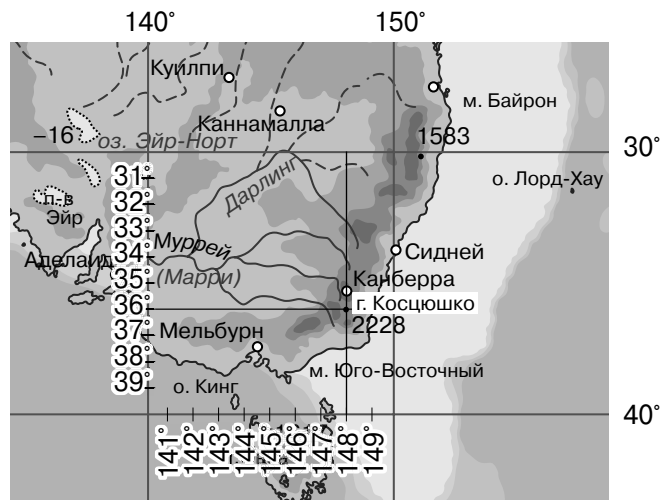 140°
150°
Куилпи
м. Байрон
Каннамалла
–16
оз. Эйр-Норт
1583
30°
31°
32°
33°
34°
35°
36°
37°
38°
39°
п-в
Эйр
Дарлинг
о. Лорд-Хау
Муррей
(Марри)
Аделаид
Сидней
Канберра
г. Косцюшко
2228
Мельбурн
о. Кинг
м. Юго-Восточный
40°
141°
142°
143°
144°
145°
146°
147°
148°
149°